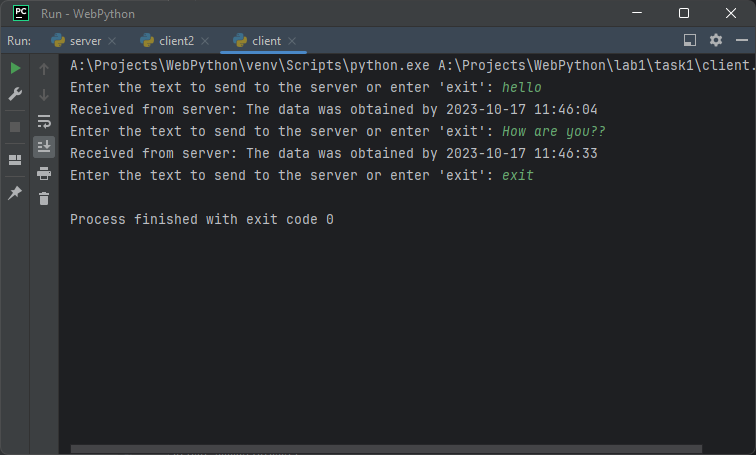 PC Run - WebPython
Run: server client2 client
A:\Projects\WebPython\venv\Scripts\python.exe A:\Projects\WebPython\lab1\task1\client.
Enter the text to send to the server or enter 'exit': hello
Received from server: The data was obtained by 2023-10-17 11:46:04
Enter the text to send to the server or enter 'exit': How are you??
Received from server: The data was obtained by 2023-10-17 11:46:33
Enter the text to send to the server or enter 'exit': exit
Process finished with exit code 0